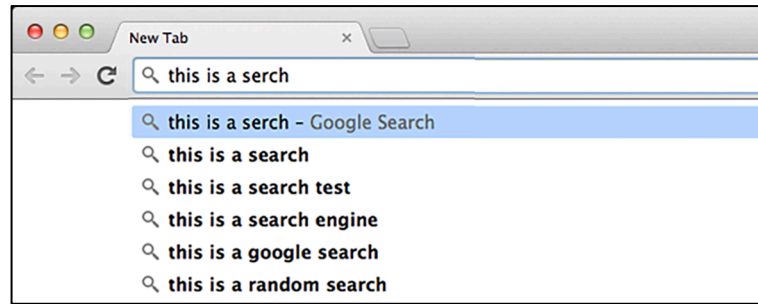 New Tab
this is a serch
this is a serch – Google Search
this is a search
this is a search test
this is a search engine
this is a google search
this is a random search